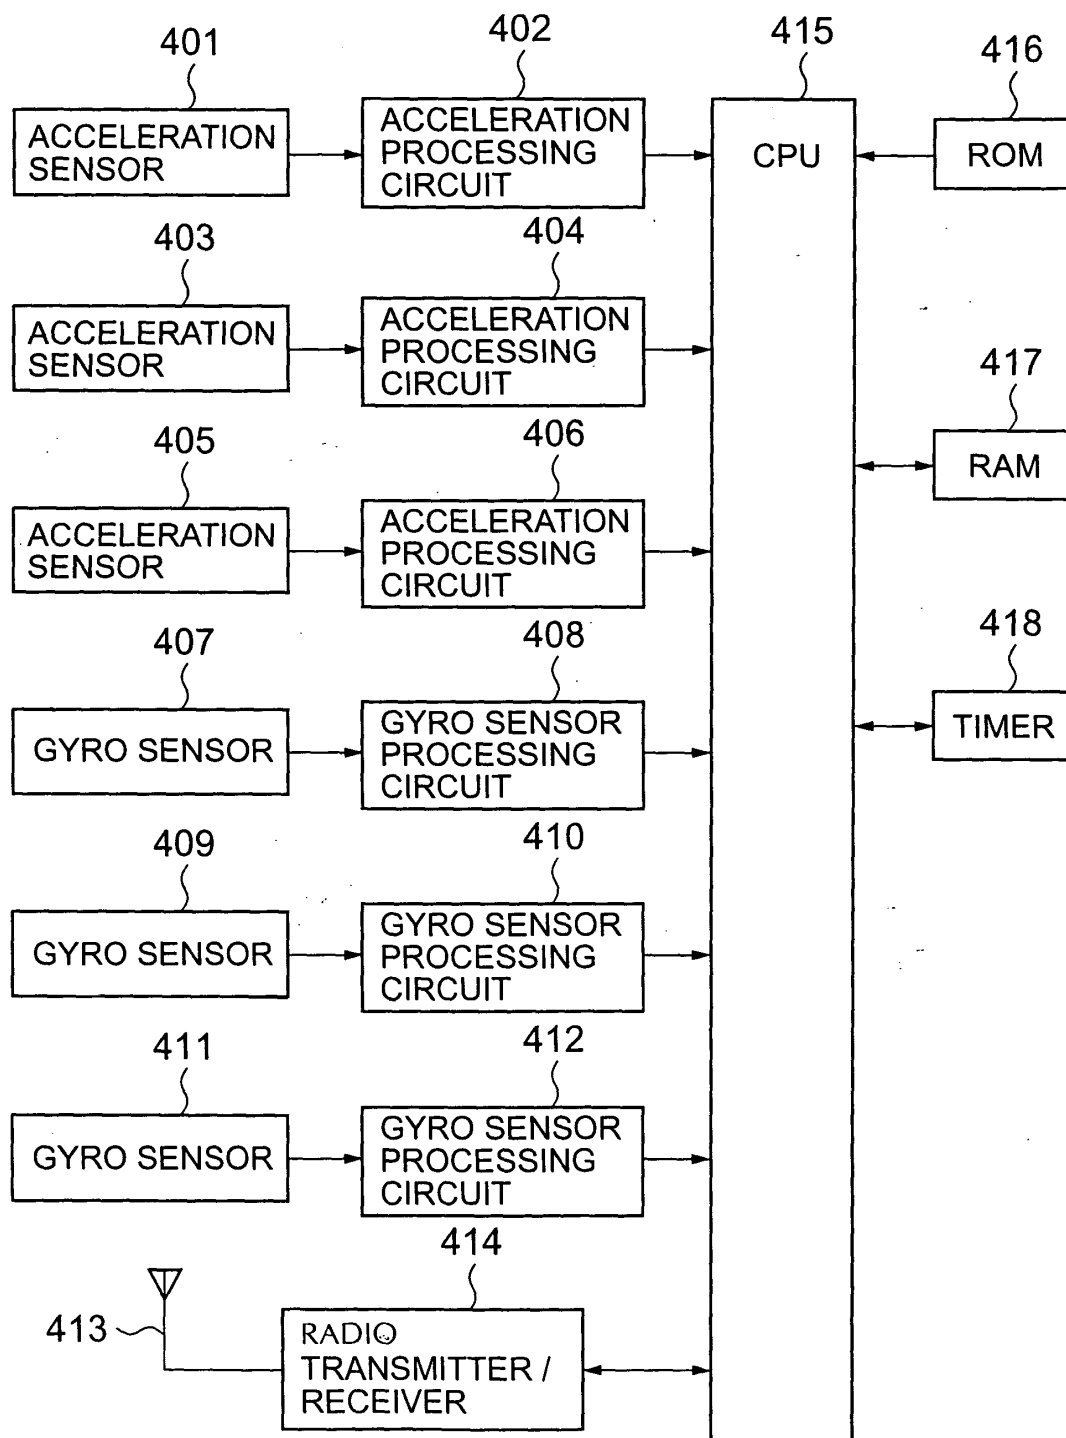 401
402
415
416
ACCELERATION
SENSOR
ACCELERATION
PROCESSING
CIRCUIT
CPU
ROM
403
404
ACCELERATION
SENSOR
ACCELERATION
PROCESSING
CIRCUIT
417
RAM
405
406
ACCELERATION
SENSOR
ACCELERATION
PROCESSING
CIRCUIT
407
408
418
GYRO SENSOR
GYRO SENSOR
PROCESSING
CIRCUIT
TIMER
409
410
GYRO SENSOR
GYRO SENSOR
PROCESSING
CIRCUIT
411
412
GYRO SENSOR
GYRO SENSOR
PROCESSING
CIRCUIT
414
413
RADIO
TRANSMITTER /
RECEIVER